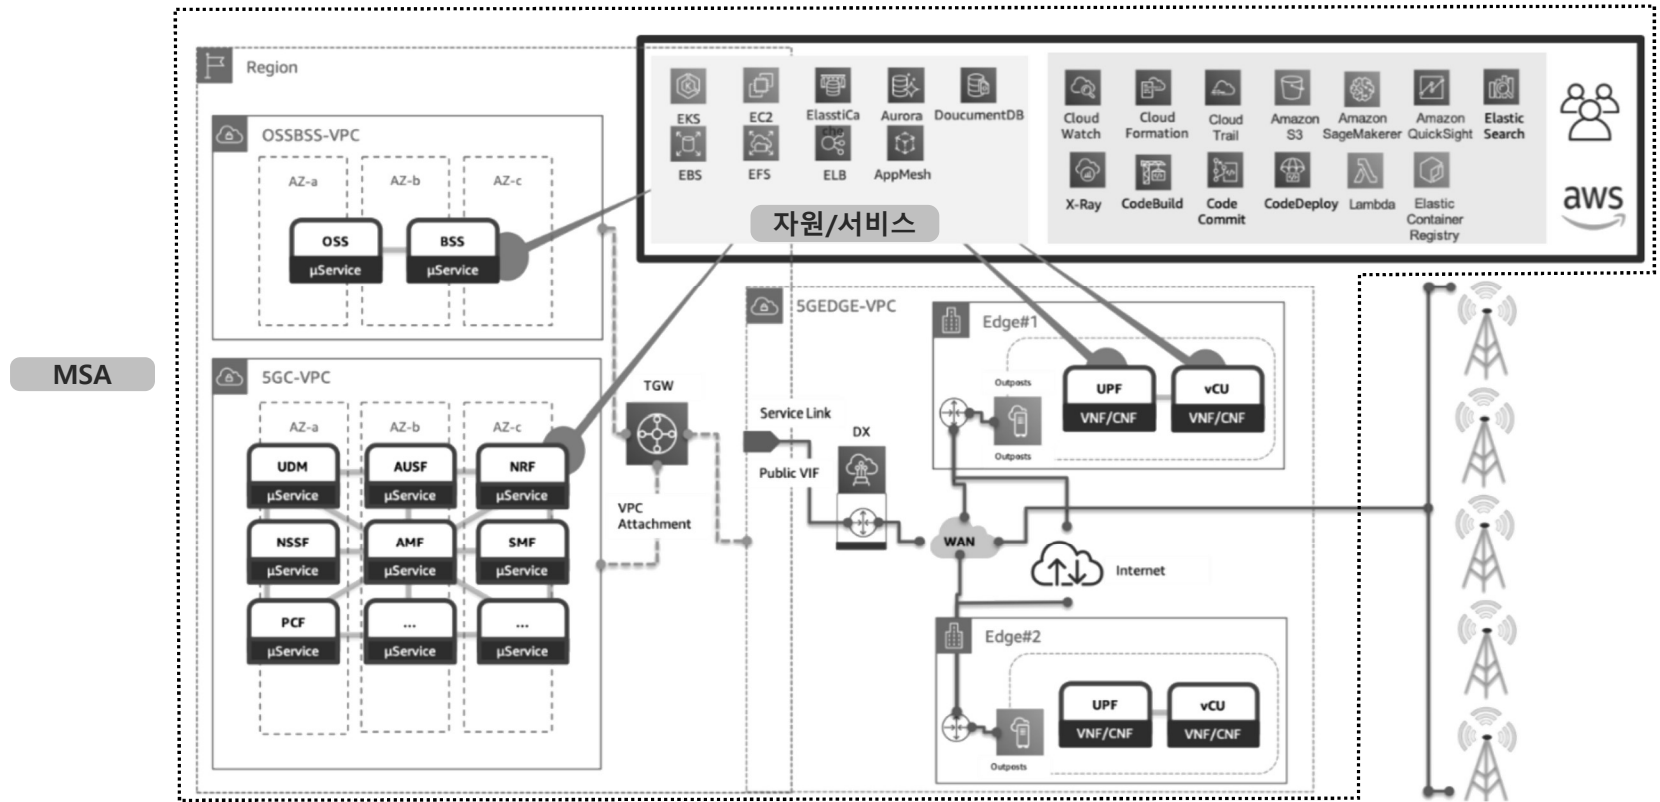 MSA
Region
OSSBSS-VPC
AZ-a
AZ-b
AZ-c
OSS
μService
BSS
μService
5GC-VPC
AZ-a
AZ-b
AZ-c
UDM
μService
AUSF
μService
NRF
μService
NSSF
μService
AMF
μService
SMF
μService
PCF
μService
...
μService
...
μService
EKS
EC2
ElasstiCa
che
Aurora
DoucumentDB
EBS
EFS
ELB
AppMesh
자원/서비스
Cloud
Watch
Cloud
Formation
Cloud
Trail
Amazon
S3
Amazon
SageMakerer
Amazon
QuickSight
Elastic
Search
X-Ray
CodeBuild
Code
Commit
CodeDeploy
Lambda
Elastic
Container
Registry
aws
TGW
VPC
Attachment
5GEDGE-VPC
Service Link
Public VIF
DX
WAN
Internet
Edge#1
Outposts
Outposts
UPF
VNF/CNF
vCU
VNF/CNF
Edge#2
Outposts
UPF
VNF/CNF
vCU
VNF/CNF